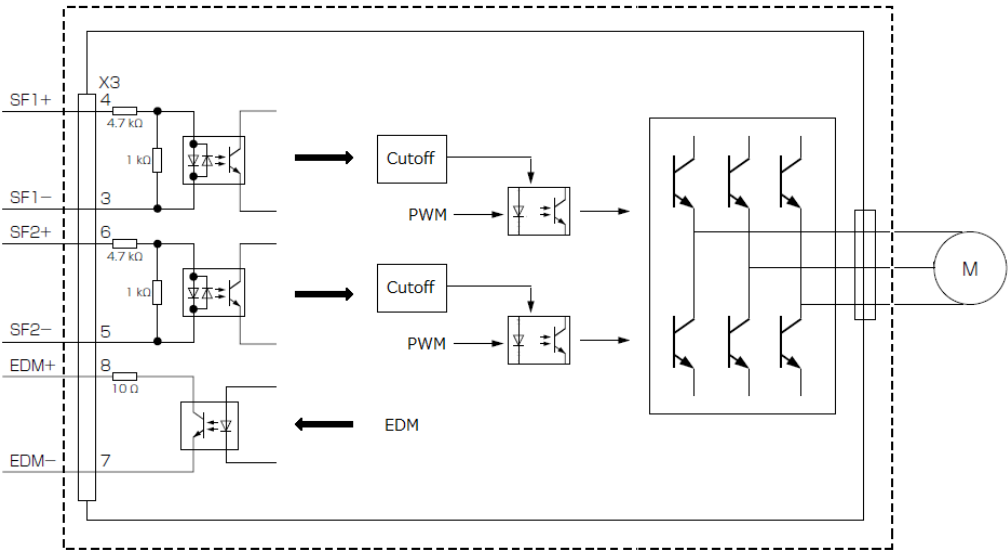 X3
SF1+
4
4.7 kΩ
1 kΩ
Cutoff
SF1−
3
PWM
SF2+
6
4.7 kΩ
M
1 kΩ
Cutoff
SF2−
5
PWM
EDM+
8
10 Ω
EDM
EDM−
7